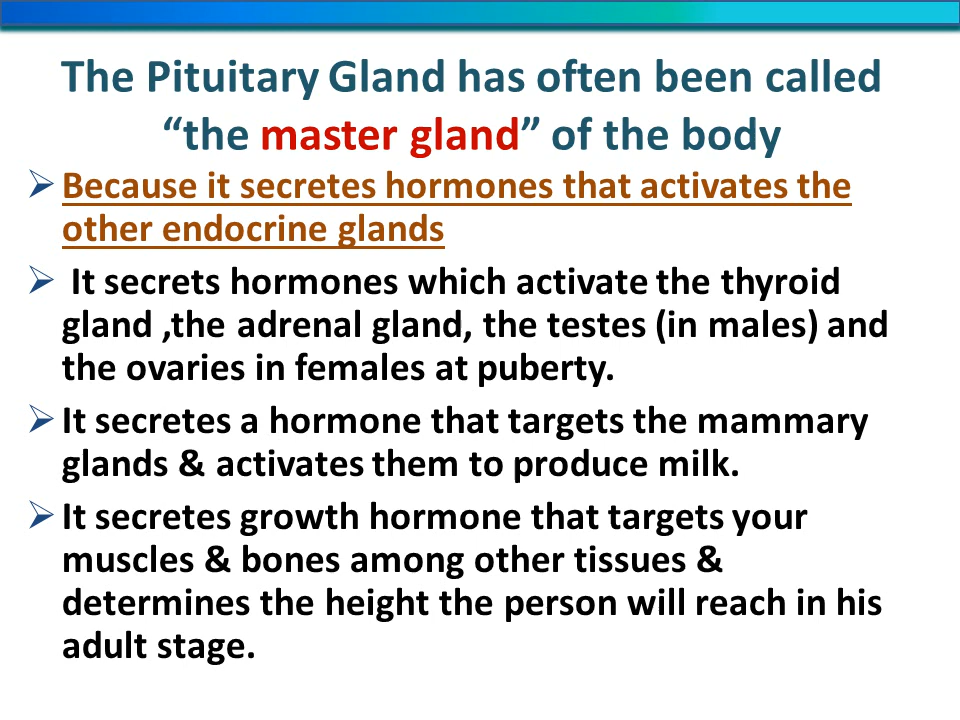 The Pituitary Gland has often been called
“the master gland” of the body
Because it secretes hormones that activates the
other endocrine glands
It secrets hormones which activate the thyroid
gland ,the adrenal gland, the testes (in males) and
the ovaries in females at puberty.
It secretes a hormone that targets the mammary
glands & activates them to produce milk.
It secretes growth hormone that targets your
muscles & bones among other tissues &
determines the height the person will reach in his
adult stage.